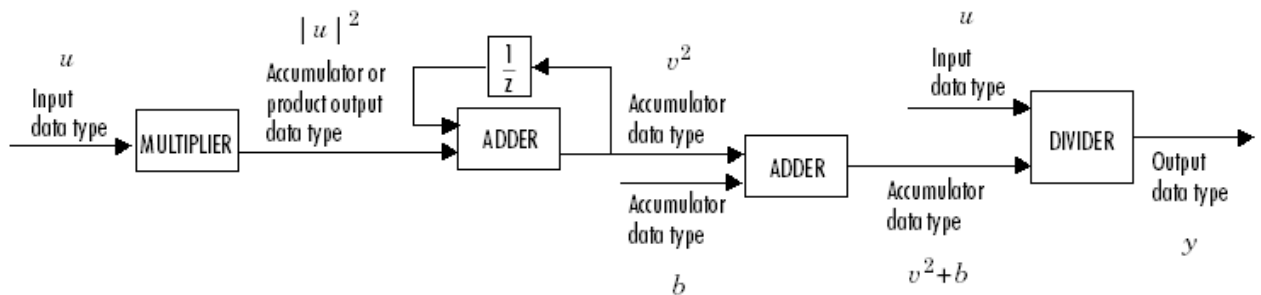 u
Input
data type
MULTIPLIER
| u | ²
Accumulator or
product output
data type
1
z
ADDER
v²
Accumulator
data type
Accumulator
data type
b
ADDER
Accumulator
data type
v²+b
u
Input
data type
DIVIDER
Output
data type
y